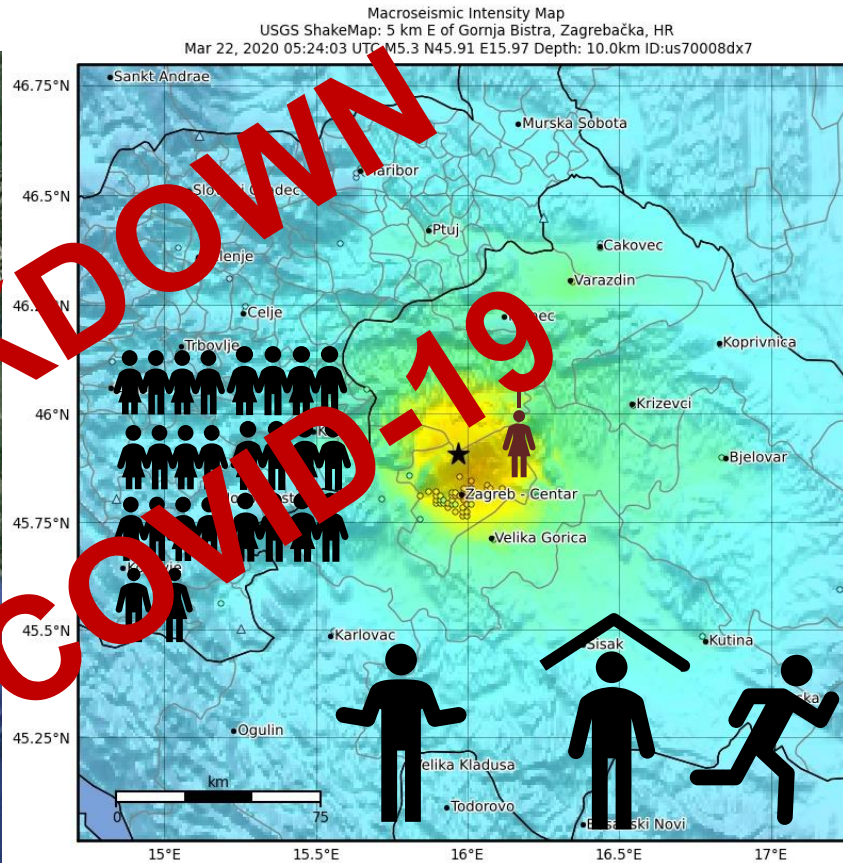 Macroseismic Intensity Map
USGS ShakeMap: 5 km E of Gornja Bistra, Zagrebačka, HR
Mar 22, 2020 05:24:03 UTC M5.3 N45.91 E15.97 Depth: 10.0km ID:us70008dx7
46.75°N
Sankt Andrae
Murska Sobota
KDOWN
46.5°N
Ptuj
Cakovec
Varazdin
Celje
Koprivnica
Trbovlje
46°N
COVID-19
Krizevci
Bjelovar
Zagreb - Centar
45.75°N
Velika Gorica
45.5°N
Karlovac
Sisak
Kutina
45.25°N
Ogulin
Todorovo
km
0
75
15°E
15.5°E
16°E
16.5°E
17°E